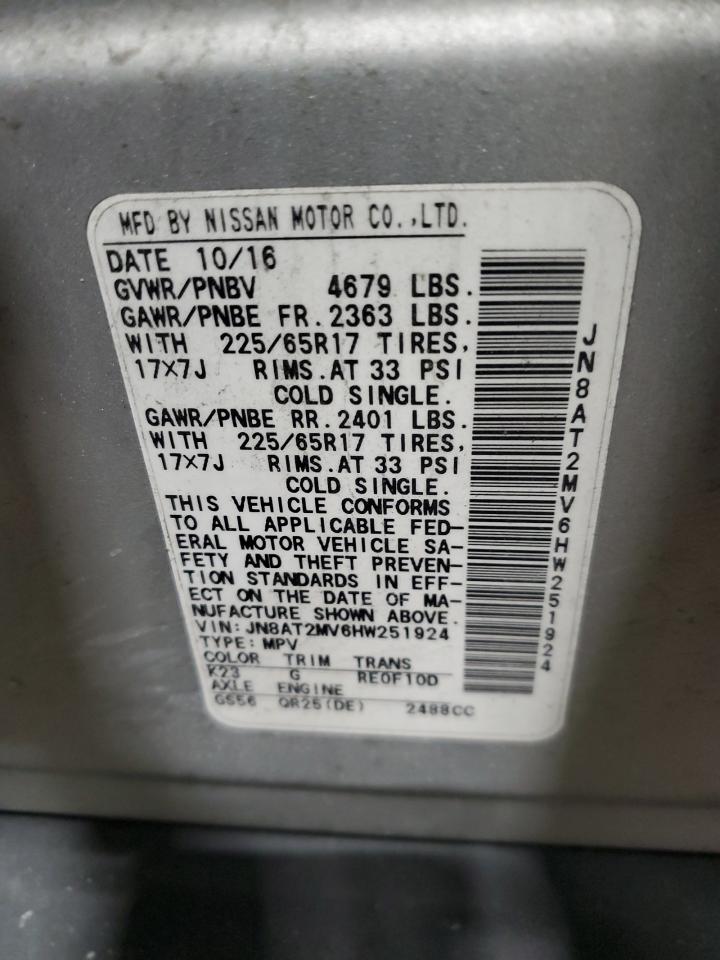 MFD BY NISSAN MOTOR CO.,LTD.
DATE 10/16
GVWR/PNBV 4679 LBS.
GAWR/PNBE FR.2363 LBS.
WITH 225/65R17 TIRES,
17X7J RIMS.AT 33 PSI
COLD SINGLE.
GAWR/PNBE RR.2401 LBS.
WITH 225/65R17 TIRES,
17X7J RIMS.AT 33 PSI
COLD SINGLE.
THIS VEHICLE CONFORMS
TO ALL APPLICABLE FED-
ERAL MOTOR VEHICLE SA-
FETY AND THEFT PREVEN-
TION STANDARDS IN EFF-
ECT ON THE DATE OF MA-
NUFACTURE SHOWN ABOVE.
VIN:JN8AT2MV6HW251924
TYPE:MPV
COLOR TRIM TRANS
K23 G RE0F10D
AXLE ENGINE
GS56 QR25(DE) 2488CC
JN8AT2MV6HW251924